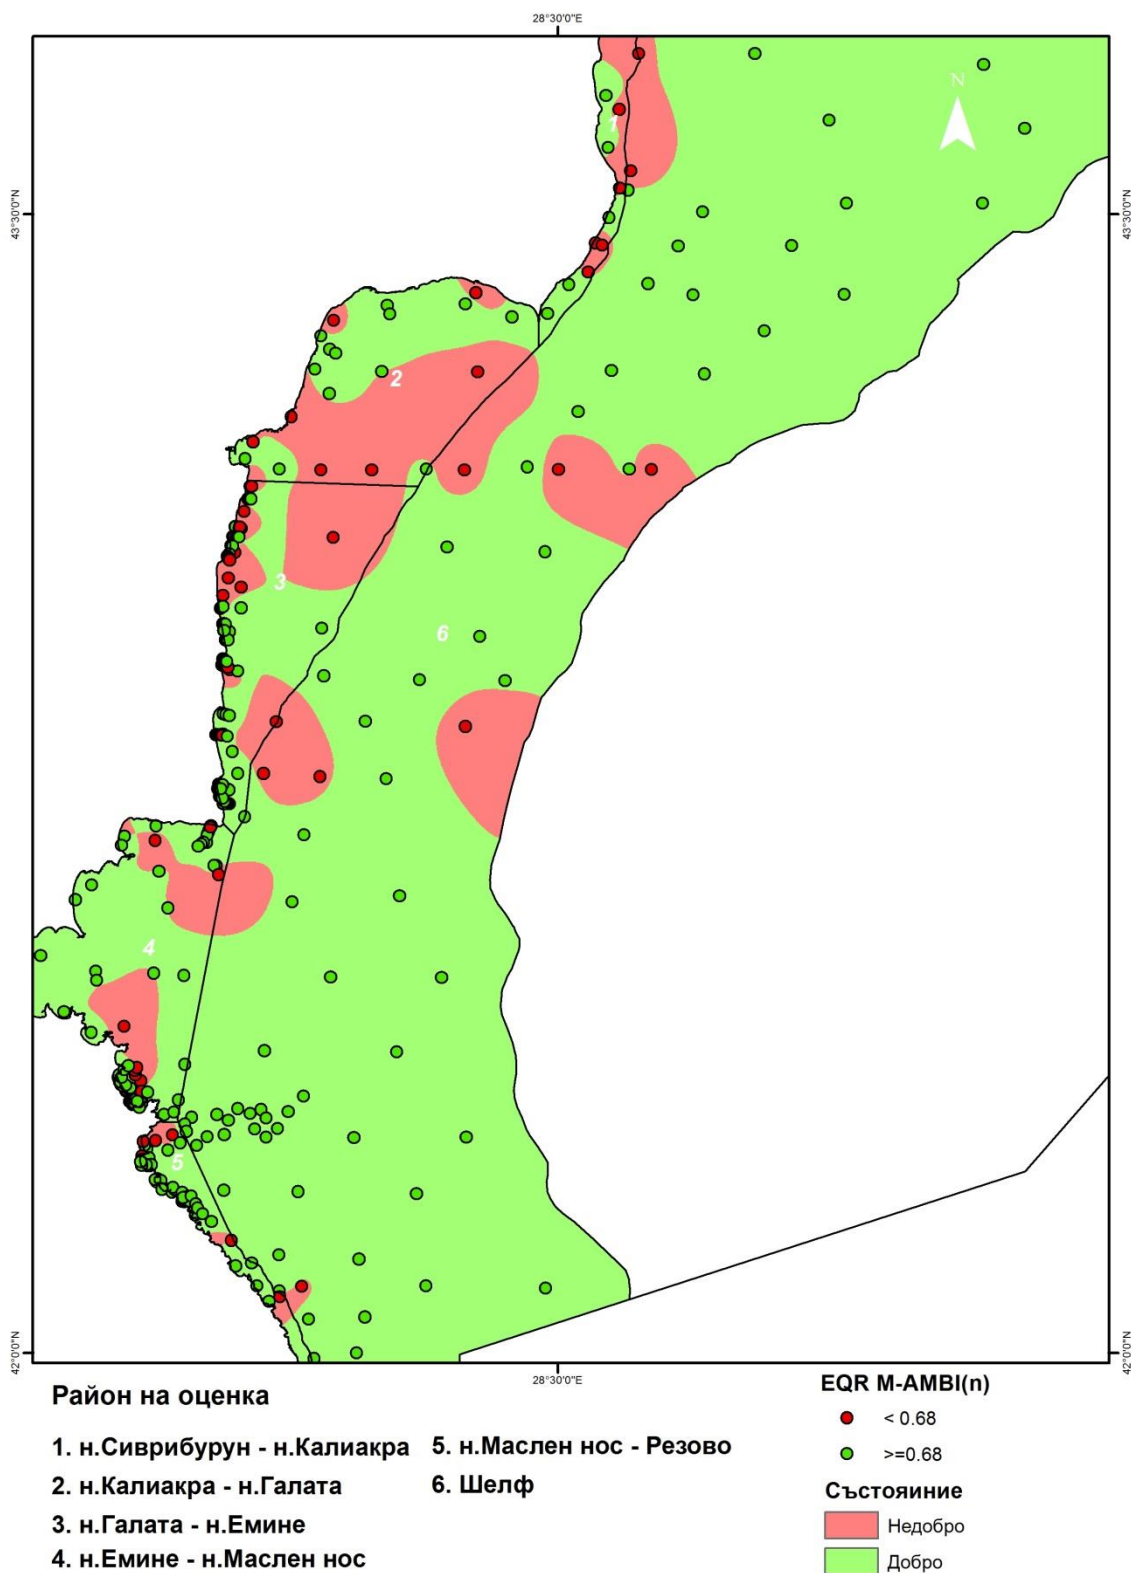 28°30'0"E
N
1
43°30'0"N
43°30'0"N
2
3
6
4
5
42°0'0"N
42°0'0"N
28°30'0"E
Район на оценка
1. н.Сиврибурун - н.Калиакра
2. н.Калиакра - н.Галата
3. н.Галата - н.Емине
4. н.Емине - н.Маслен нос
5. н.Маслен нос - Резово
6. Шелф
EQR M-AMBI(n)
< 0.68
>=0.68
Състояиние
Недобро
Добро